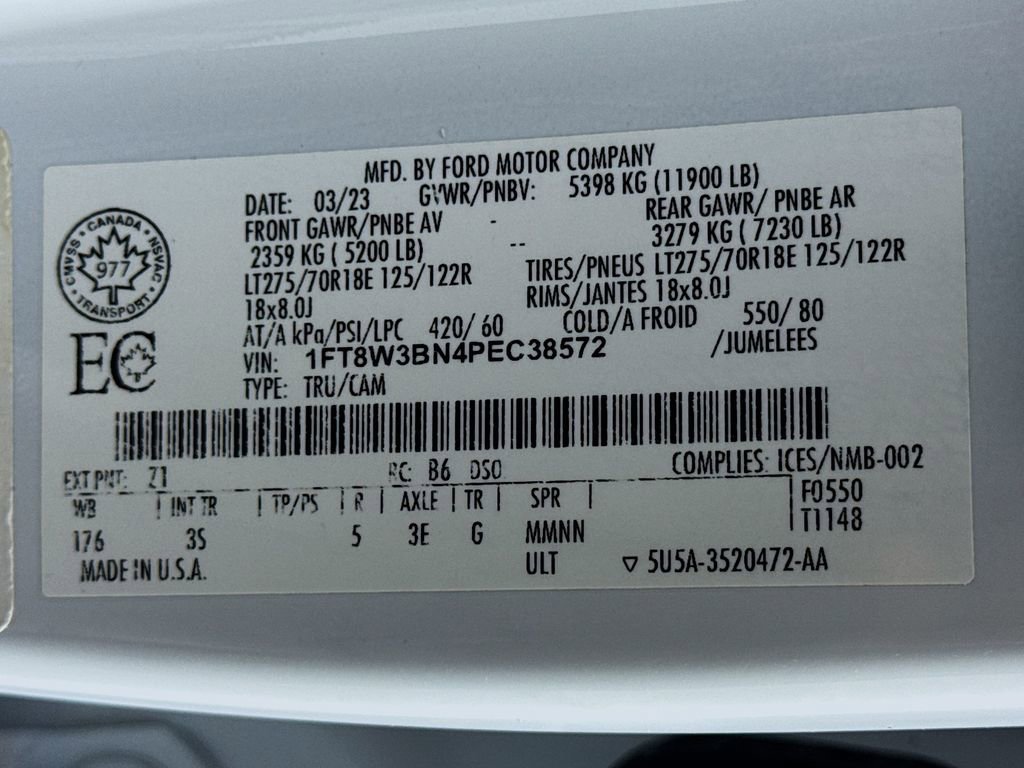 MFD. BY FORD MOTOR COMPANY
DATE: 03/23 GVWR/PNBV: 5398 KG (11900 LB)
FRONT GAWR/PNBE AV - REAR GAWR/ PNBE AR
2359 KG ( 5200 LB) -- 3279 KG ( 7230 LB)
LT275/70R18E 125/122R TIRES/PNEUS LT275/70R18E 125/122R
18x8.0J RIMS/JANTES 18x8.0J
AT/A kPa/PSI/LPC 420/ 60 COLD/A FROID 550/ 80
VIN: 1FT8W3BN4PEC38572 /JUMELEES
TYPE: TRU/CAM
CANADA
CMVSS NSVAC
977
TRANSPORT
EC
EXT PNT: Z1 RC: B6 DSO: COMPLIES: ICES/NMB-002
WB | INT TR | TP/PS | R | AXLE | TR | SPR | F0550
176 3S 5 3E G MMNN T1148
MADE IN U.S.A. ULT ▽ 5U5A-3520472-AA